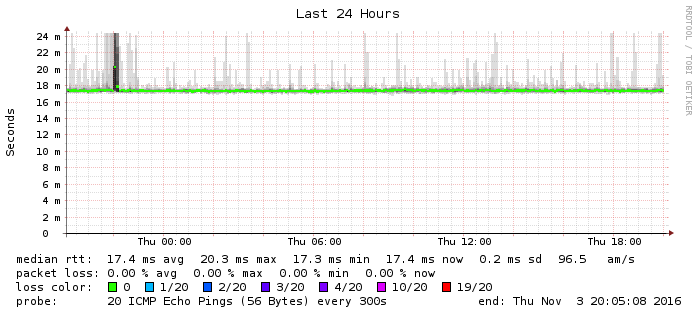 Last 24 Hours
RRDTOOL / TOBI OETIKER
Seconds
24 m
22 m
20 m
18 m
16 m
14 m
12 m
10 m
8 m
6 m
4 m
2 m
0
Thu 00:00 Thu 06:00 Thu 12:00 Thu 18:00
median rtt: 17.4 ms avg 20.3 ms max 17.3 ms min 17.4 ms now 0.2 ms sd 96.5 am/s
packet loss: 0.00 % avg 0.00 % max 0.00 % min 0.00 % now
loss color: 0 1/20 2/20 3/20 4/20 10/20 19/20
probe: 20 ICMP Echo Pings (56 Bytes) every 300s end: Thu Nov 3 20:05:08 2016